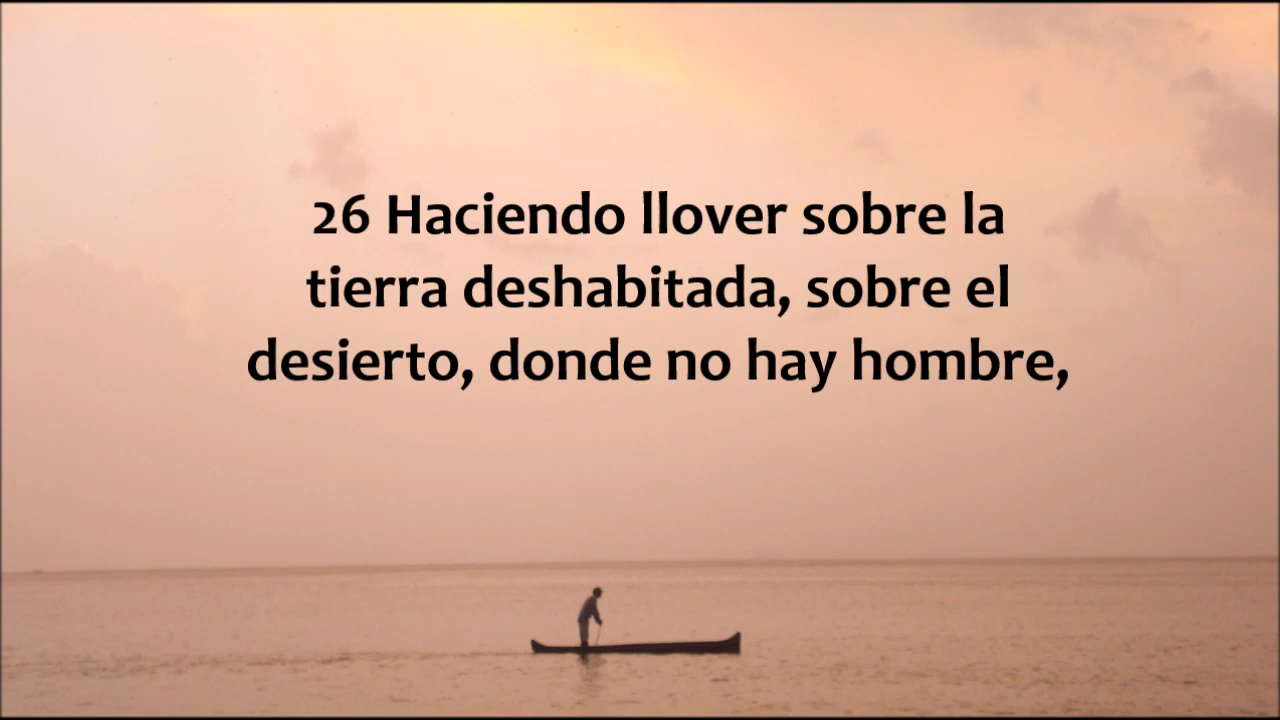 26 Haciendo llover sobre la
tierra deshabitada, sobre el
desierto, donde no hay hombre,